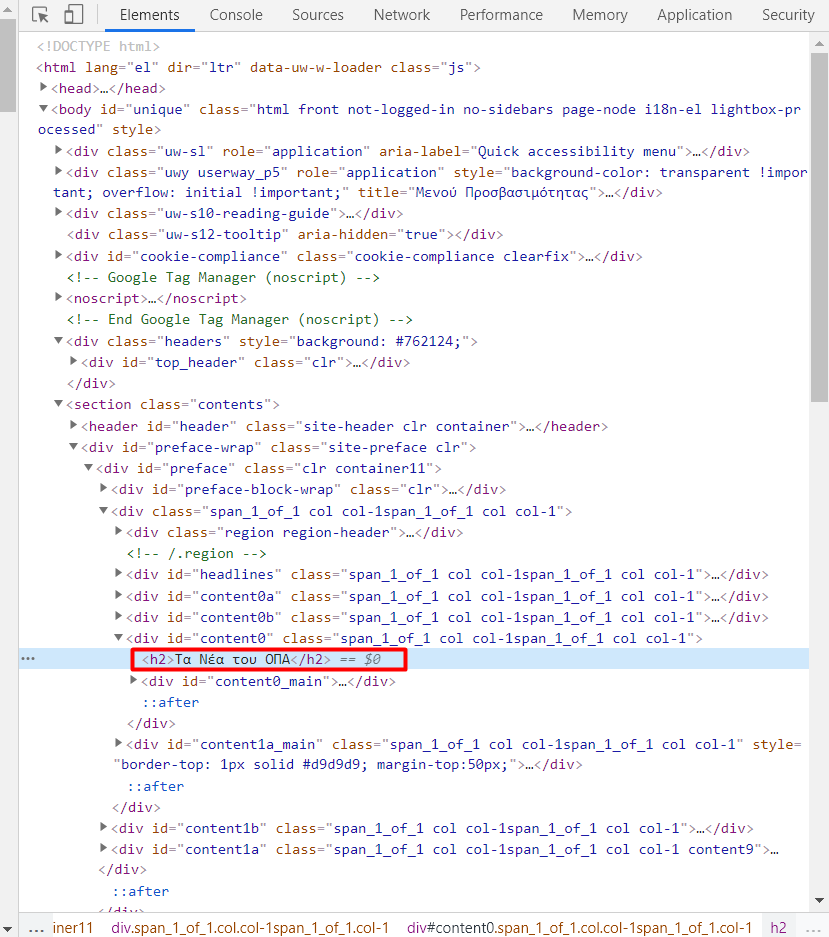 Elements Console Sources Network Performance Memory Application Security
<!DOCTYPE html>
<html lang="el" dir="ltr" data-uw-w-loader class="js">
<head>…</head>
<body id="unique" class="html front not-logged-in no-sidebars page-node i18n-el lightbox-pr
ocessed" style>
<div class="uw-sl" role="application" aria-label="Quick accessibility menu">…</div>
<div class="uwy userway_p5" role="application" style="background-color: transparent !impor
tant; overflow: initial !important;" title="Μενού Προσβασιμότητας">…</div>
<div class="uw-s10-reading-guide">…</div>
<div class="uw-s12-tooltip" aria-hidden="true"></div>
<div id="cookie-compliance" class="cookie-compliance clearfix">…</div>
<!-- Google Tag Manager (noscript) -->
<noscript>…</noscript>
<!-- End Google Tag Manager (noscript) -->
<div class="headers" style="background: #762124;">
<div id="top_header" class="clr">…</div>
</div>
<section class="contents">
<header id="header" class="site-header clr container">…</header>
<div id="preface-wrap" class="site-preface clr">
<div id="preface" class="clr container11">
<div id="preface-block-wrap" class="clr">…</div>
<div class="span_1_of_1 col col-1span_1_of_1 col col-1">
<div class="region region-header">…</div>
<!-- /.region -->
<div id="headlines" class="span_1_of_1 col col-1span_1_of_1 col col-1">…</div>
<div id="content0a" class="span_1_of_1 col col-1span_1_of_1 col col-1">…</div>
<div id="content0b" class="span_1_of_1 col col-1span_1_of_1 col col-1">…</div>
<div id="content0" class="span_1_of_1 col col-1span_1_of_1 col col-1">
<h2>Τα Νέα του ΟΠΑ</h2> == $0
<div id="content0_main">…</div>
::after
</div>
<div id="content1a_main" class="span_1_of_1 col col-1span_1_of_1 col col-1" style=
"border-top: 1px solid #d9d9d9; margin-top:50px;">…</div>
::after
</div>
<div id="content1b" class="span_1_of_1 col col-1span_1_of_1 col col-1">…</div>
<div id="content1a" class="span_1_of_1 col col-1span_1_of_1 col col-1 content9">…
</div>
::after
</div>
… iner11 div.span_1_of_1.col.col-1span_1_of_1.col.col-1 div#content0.span_1_of_1.col.col-1span_1_of_1.col.col-1 h2 …